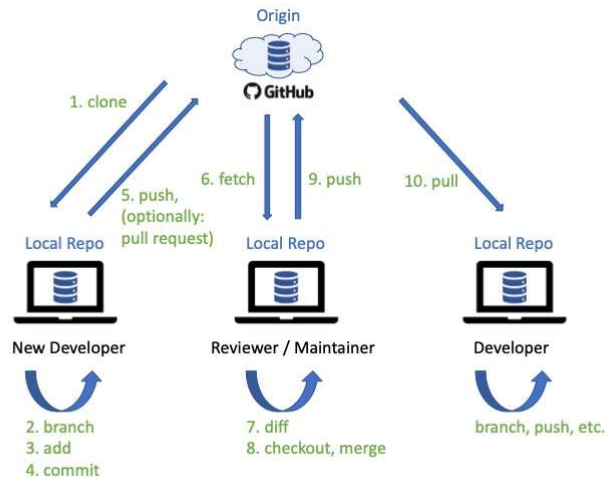 Origin
GitHub
1. clone
5. push,
(optionally:
pull request)
6. fetch
9. push
10. pull
Local Repo
Local Repo
Local Repo
New Developer
Reviewer / Maintainer
Developer
2. branch
3. add
4. commit
7. diff
8. checkout, merge
branch, push, etc.